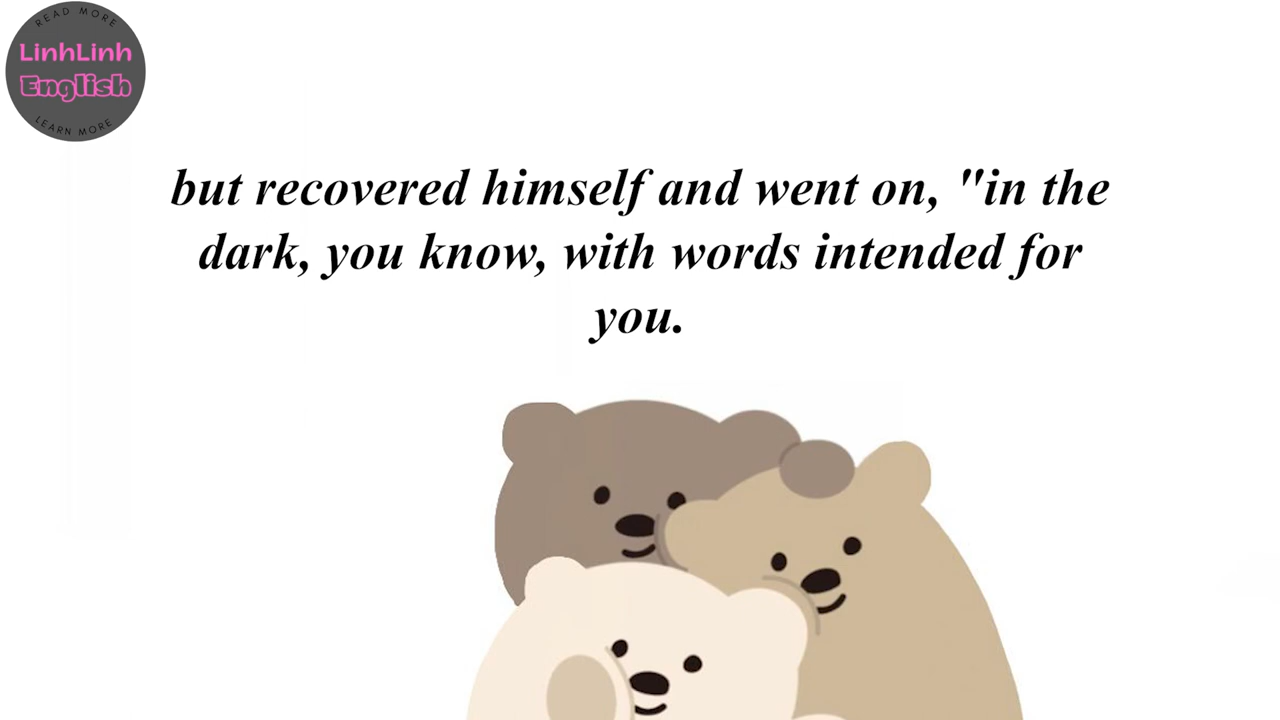 READ MORE
LinhLinh
English
LEARN MORE
but recovered himself and went on, "in the
dark, you know, with words intended for
you.